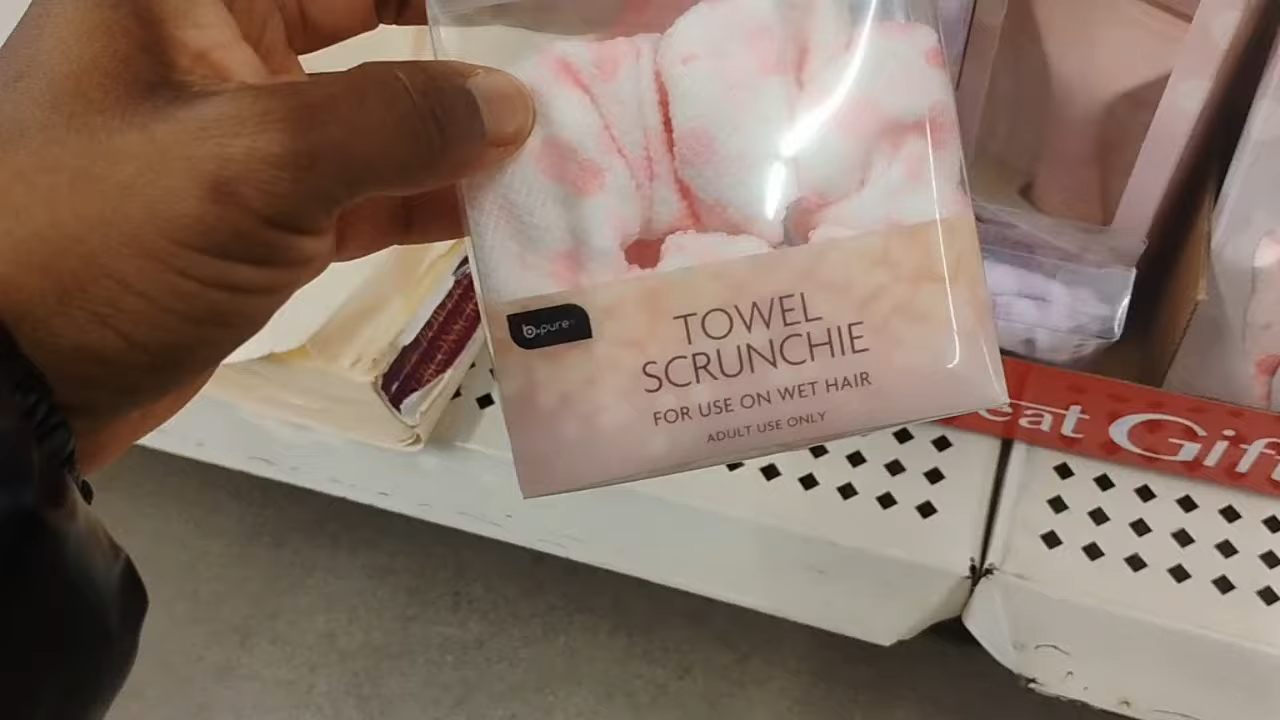 b.pure
TOWEL
SCRUNCHIE
FOR USE ON WET HAIR
ADULT USE ONLY
eat Gif